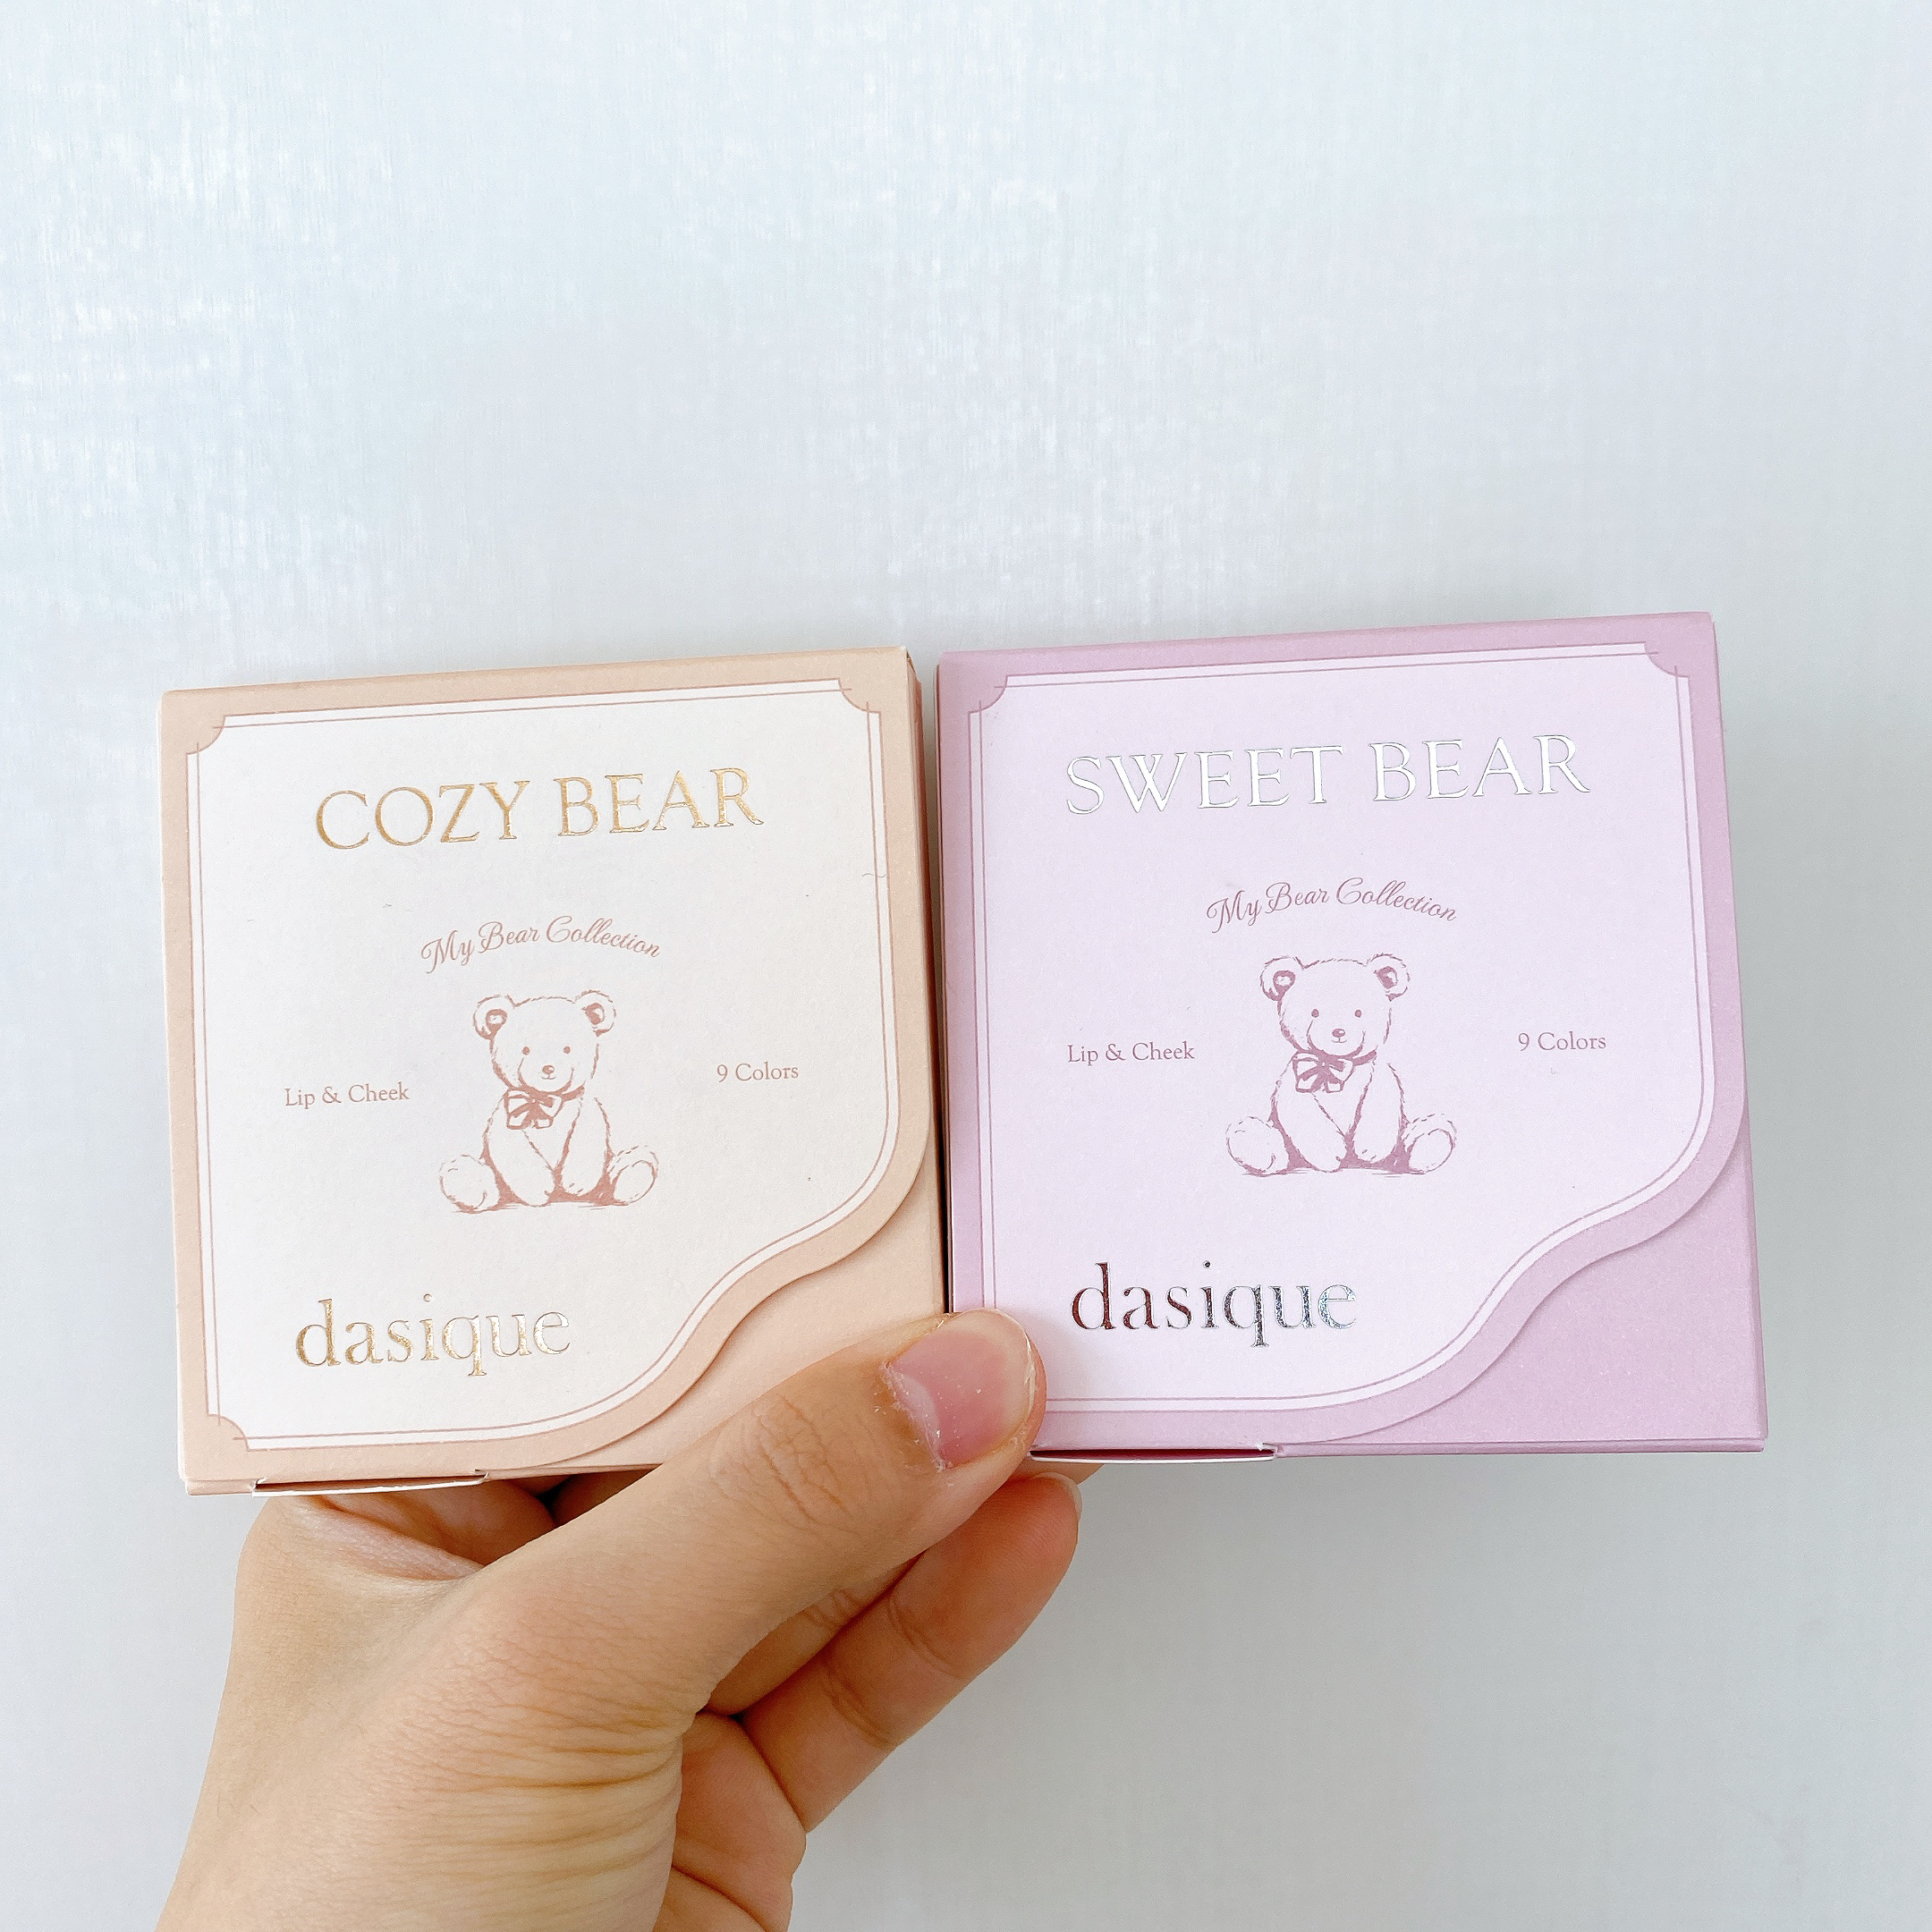 COZY BEAR
My Bear Collection
Lip & Cheek
9 Colors
dasique
SWEET BEAR
My Bear Collection
Lip & Cheek
9 Colors
dasique